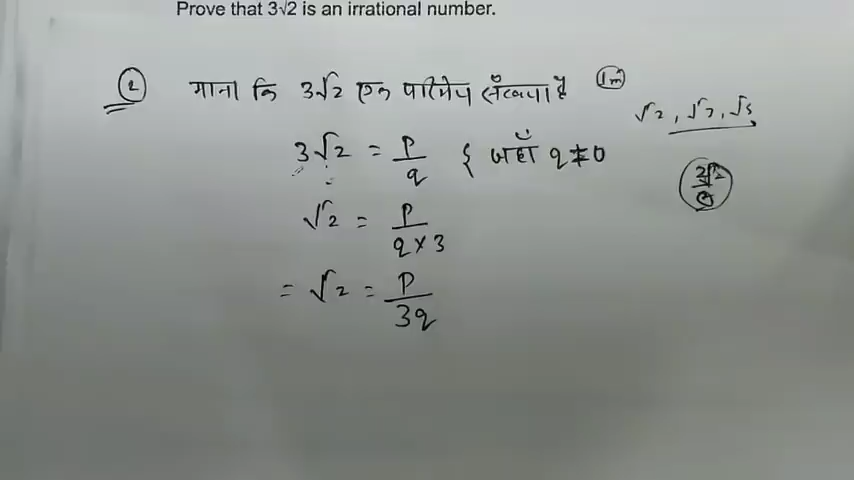 Prove that 3√2 is an irrational number.
(2) माना कि 3√2 एक परिमेय संख्या है (1m)
√2, √3, √5
3√2 = p/q { जहाँ q ≠ 0
√2 = p/(q × 3)
= √2 = p/3q